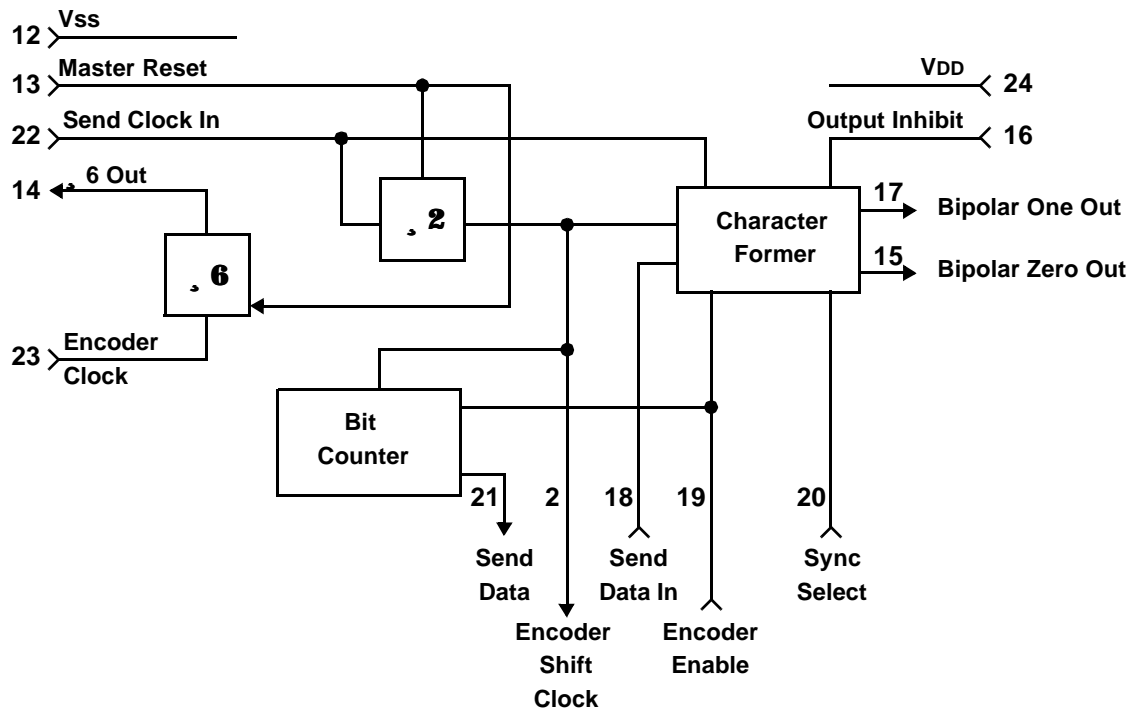 Vss
12
Master Reset
13
VDD
24
Send Clock In
22
Output Inhibit
16
14
¸ 6 Out
¸ 2
Character
Former
17
Bipolar One Out
15
Bipolar Zero Out
¸ 6
23
Encoder
Clock
Bit
Counter
21
2
18
19
20
Send
Data
Send
Data In
Sync
Select
Encoder
Shift
Clock
Encoder
Enable